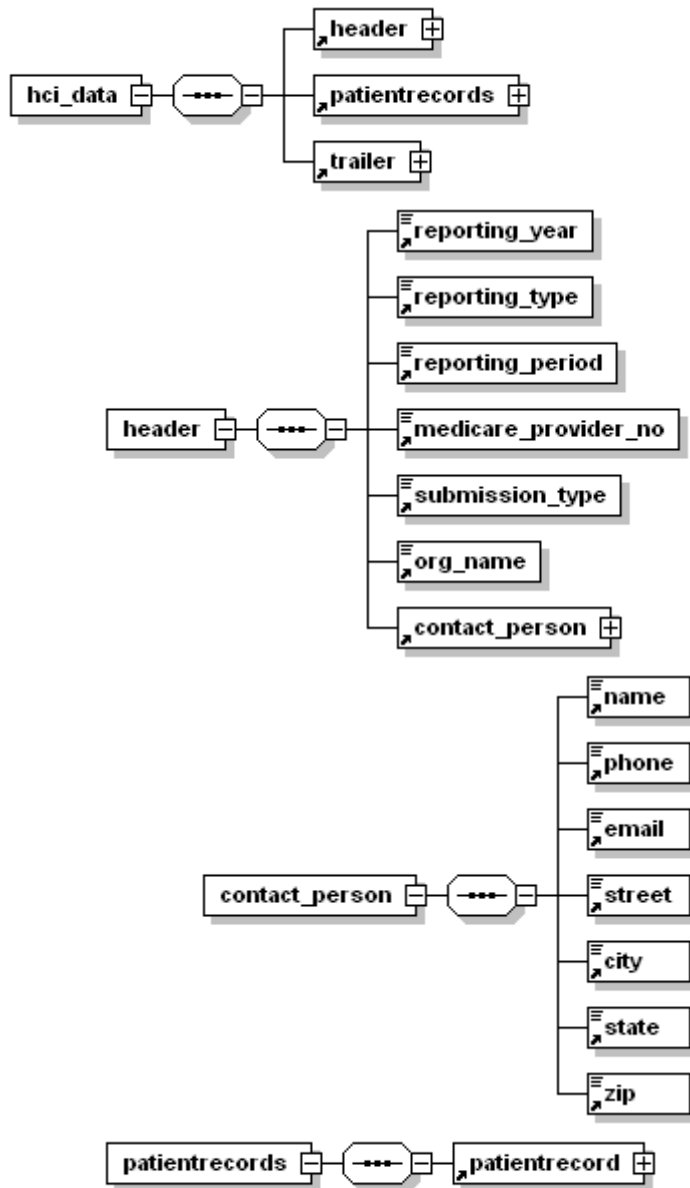 header
hci_data
patientrecords
trailer
reporting_year
reporting_type
reporting_period
header
medicare_provider_no
submission_type
org_name
contact_person
name
phone
email
contact_person
street
city
state
zip
patientrecords
patientrecord